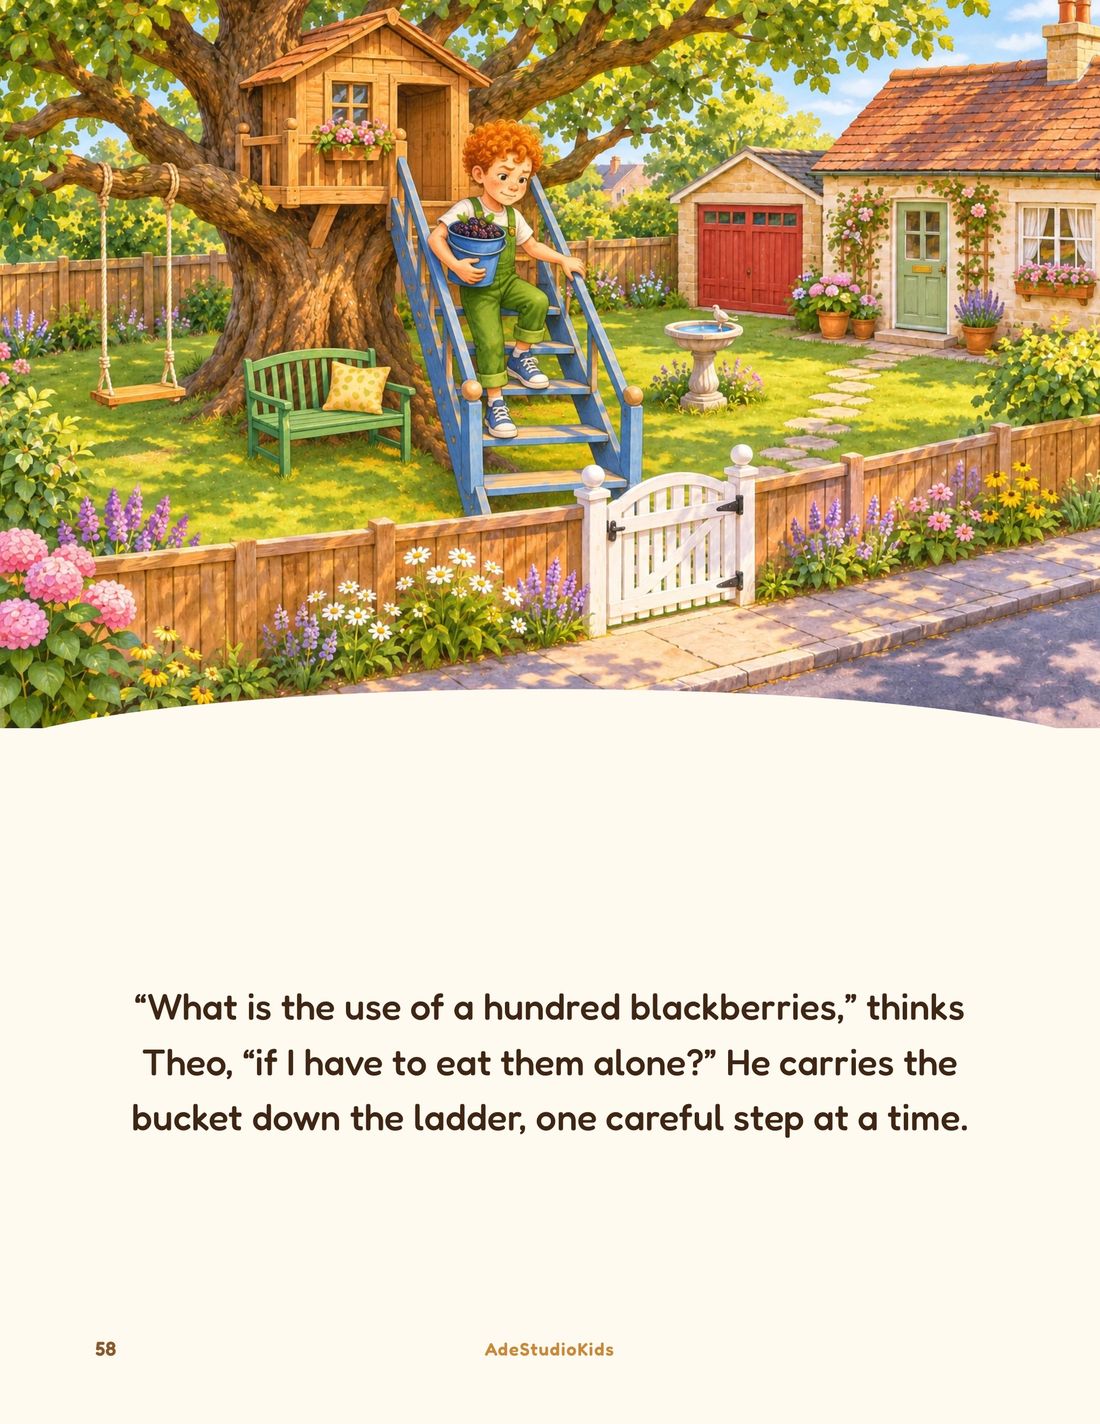 “What is the use of a hundred blackberries,” thinks
Theo, “if I have to eat them alone?” He carries the
bucket down the ladder, one careful step at a time.
58
AdeStudioKids